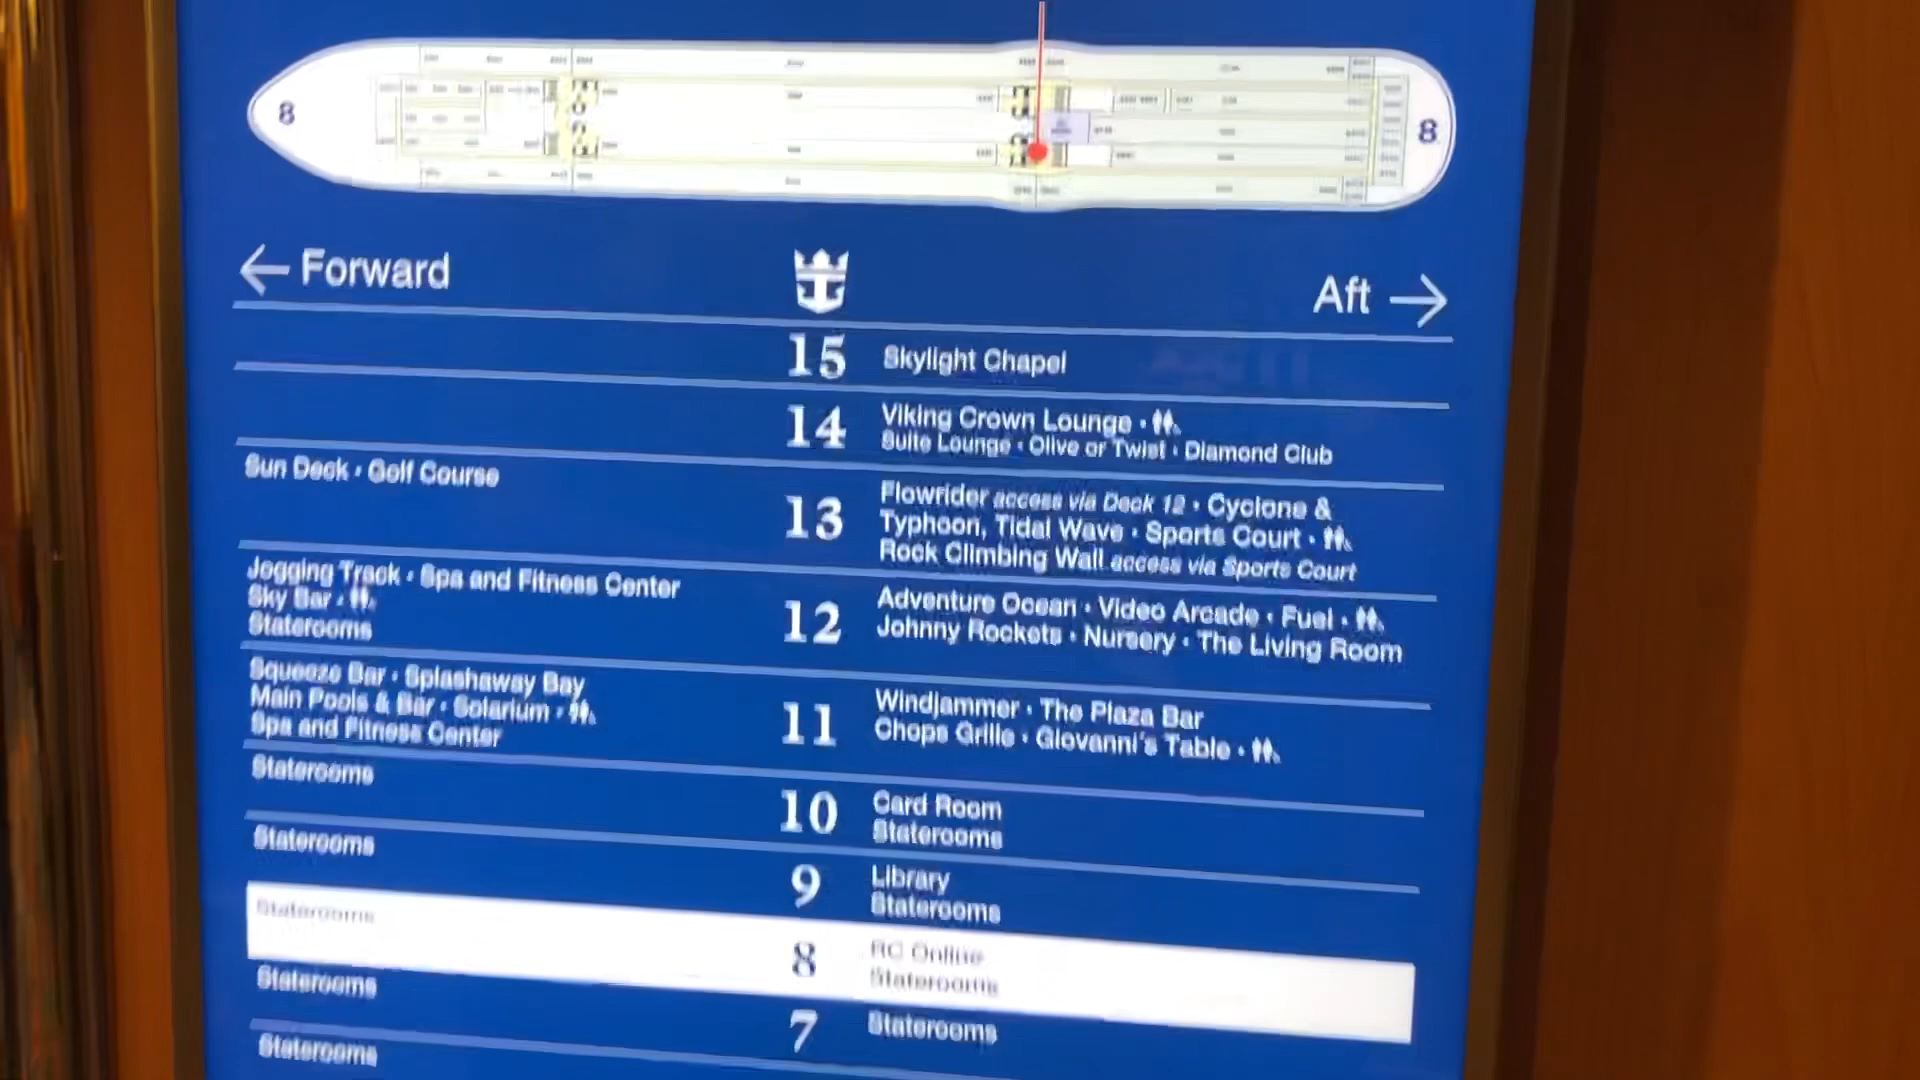 8
8
Forward
Aft
15
Skylight Chapel
14
Viking Crown Lounge •
Suite Lounge • Olive or Twist • Diamond Club
Sun Deck • Golf Course
13
Flowrider access via Deck 12 • Cyclone &
Typhoon, Tidal Wave • Sports Court •
Rock Climbing Wall access via Sports Court
Jogging Track • Spa and Fitness Center
Sky Bar •
Staterooms
12
Adventure Ocean • Video Arcade • Fuel •
Johnny Rockets • Nursery • The Living Room
Squeeze Bar • Splashaway Bay
Main Pools & Bar • Solarium •
Spa and Fitness Center
11
Windjammer • The Plaza Bar
Chops Grille • Giovanni's Table •
Staterooms
10
Card Room
Staterooms
Staterooms
9
Library
Staterooms
Staterooms
8
RC Online
Staterooms
Staterooms
7
Staterooms
Staterooms